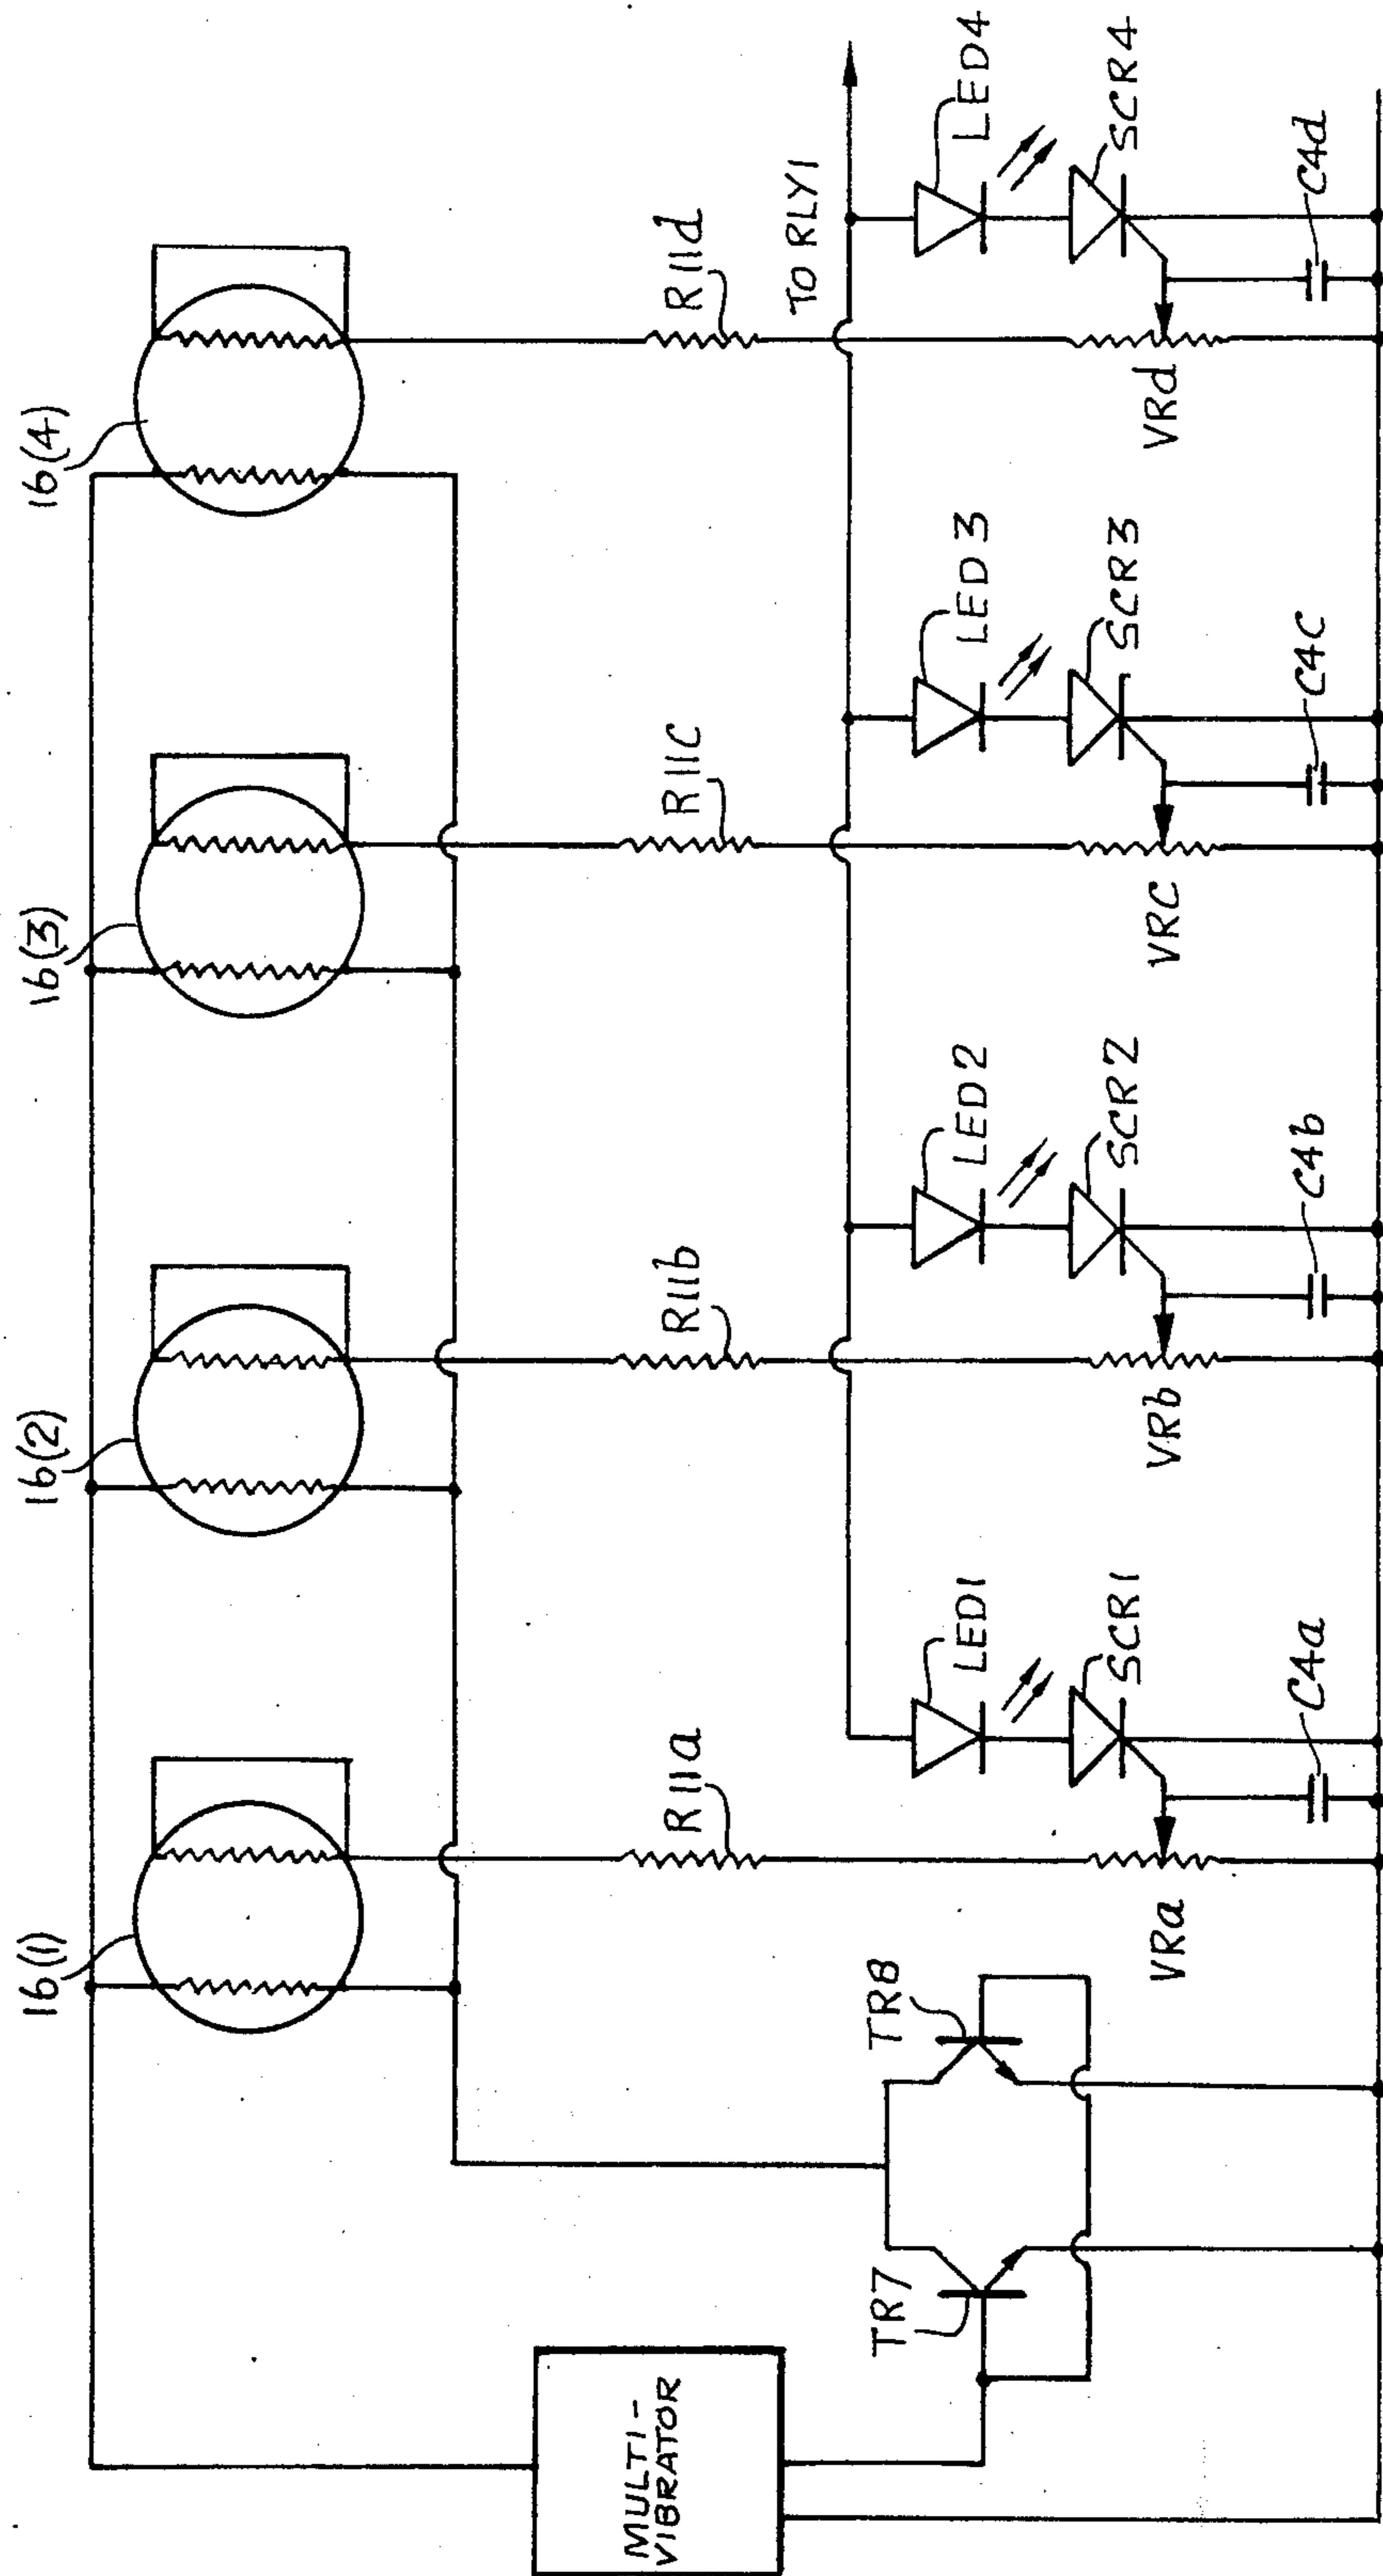 16(1)
16(2)
16(3)
16(4)
R11a
R11b
R11c
R11d
TO RLY1
LED1
LED2
LED3
LED4
SCR1
SCR2
SCR3
SCR4
VRa
VRb
VRc
VRd
C4a
C4b
C4c
C4d
TR7
TR8
MULTI-
VIBRATOR